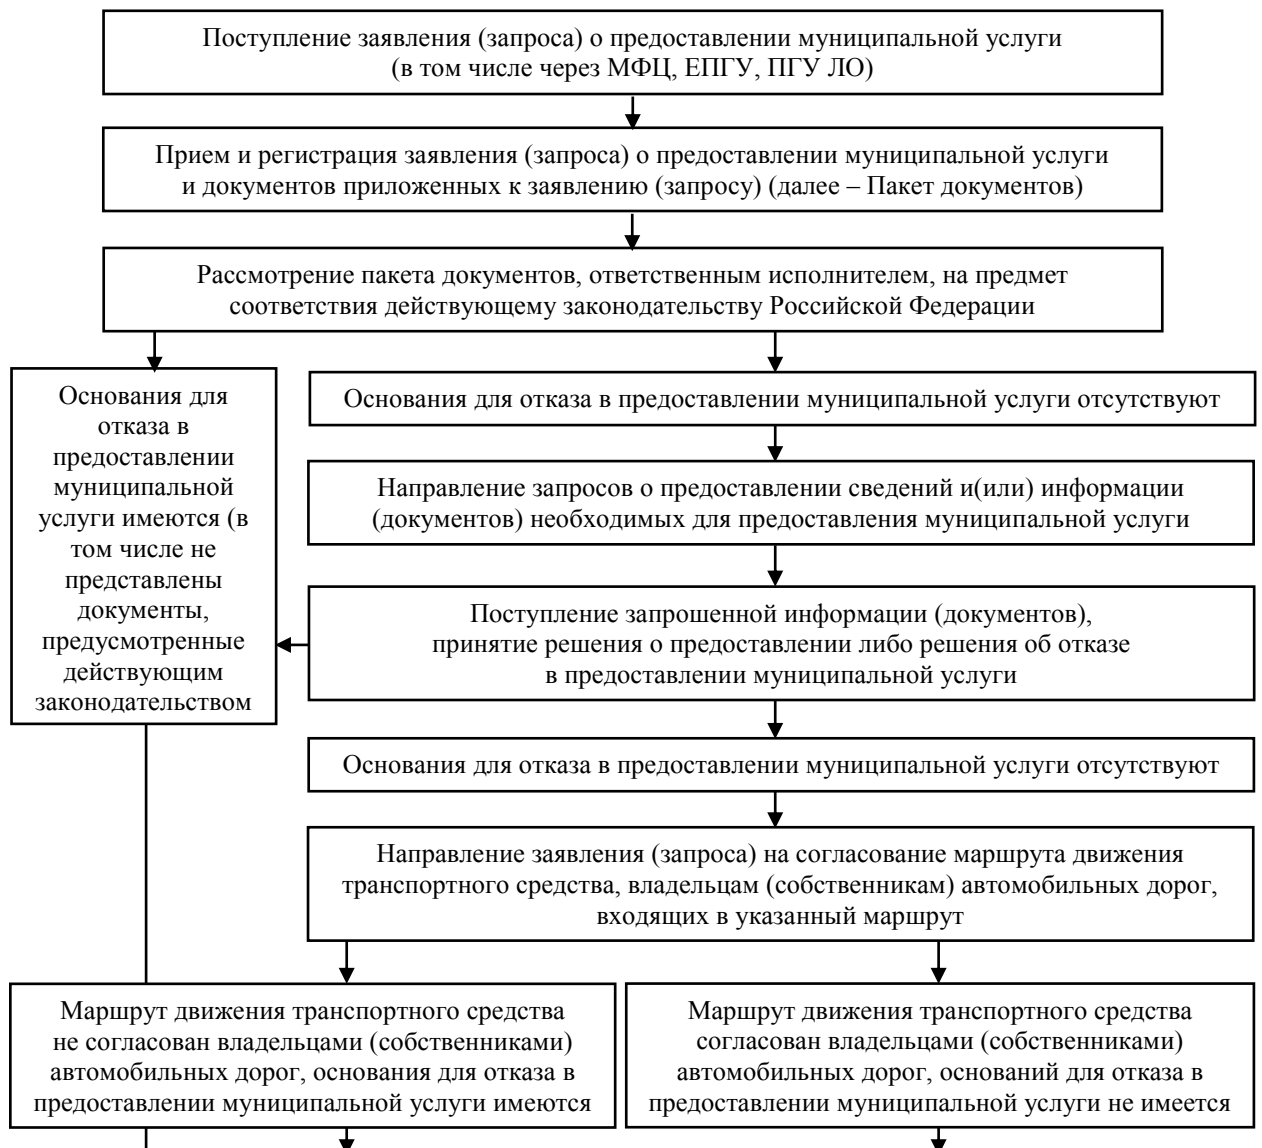 Поступление заявления (запроса) о предоставлении муниципальной услуги
(в том числе через МФЦ, ЕПГУ, ПГУ ЛО)
Прием и регистрация заявления (запроса) о предоставлении муниципальной услуги
и документов приложенных к заявлению (запросу) (далее – Пакет документов)
Рассмотрение пакета документов, ответственным исполнителем, на предмет
соответствия действующему законодательству Российской Федерации
Основания для
отказа в
предоставлении
муниципальной
услуги имеются (в
том числе не
представлены
документы,
предусмотренные
действующим
законодательством
Основания для отказа в предоставлении муниципальной услуги отсутствуют
Направление запросов о предоставлении сведений и(или) информации
(документов) необходимых для предоставления муниципальной услуги
Поступление запрошенной информации (документов),
принятие решения о предоставлении либо решения об отказе
в предоставлении муниципальной услуги
Основания для отказа в предоставлении муниципальной услуги отсутствуют
Направление заявления (запроса) на согласование маршрута движения
транспортного средства, владельцам (собственникам) автомобильных дорог,
входящих в указанный маршрут
Маршрут движения транспортного средства
не согласован владельцами (собственниками)
автомобильных дорог, основания для отказа в
предоставлении муниципальной услуги имеются
Маршрут движения транспортного средства
согласован владельцами (собственниками)
автомобильных дорог, оснований для отказа в
предоставлении муниципальной услуги не имеется